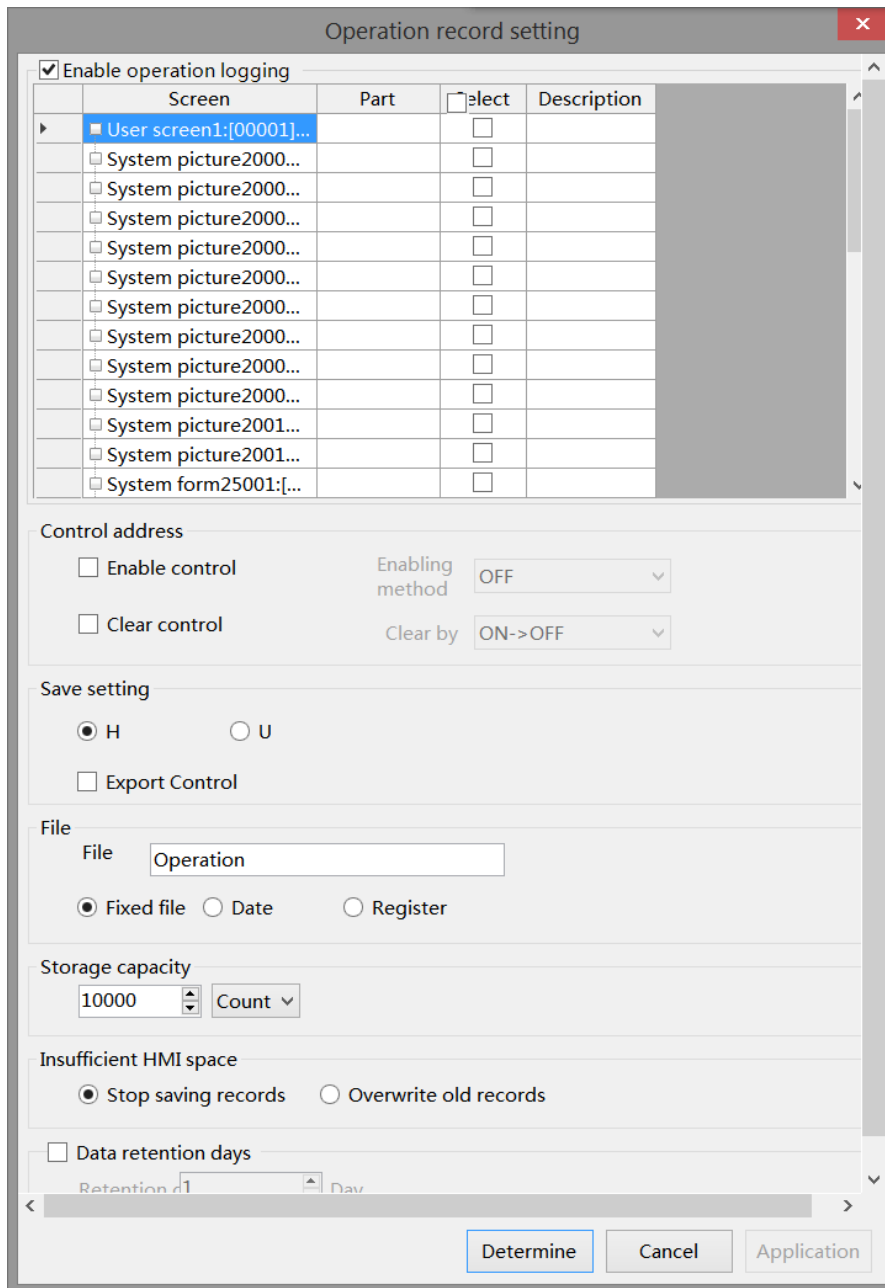 Operation record setting
Enable operation logging
Screen Part Select Description
User screen1:[00001]...
System picture2000...
System picture2000...
System picture2000...
System picture2000...
System picture2000...
System picture2000...
System picture2000...
System picture2000...
System picture2000...
System picture2001...
System picture2001...
System form25001:[...
Control address
Enable control Enabling method OFF
Clear control Clear by ON->OFF
Save setting
H U
Export Control
File
File Operation
Fixed file Date Register
Storage capacity
10000 Count
Insufficient HMI space
Stop saving records Overwrite old records
Data retention days
Retention 1 Day
Determine Cancel Application